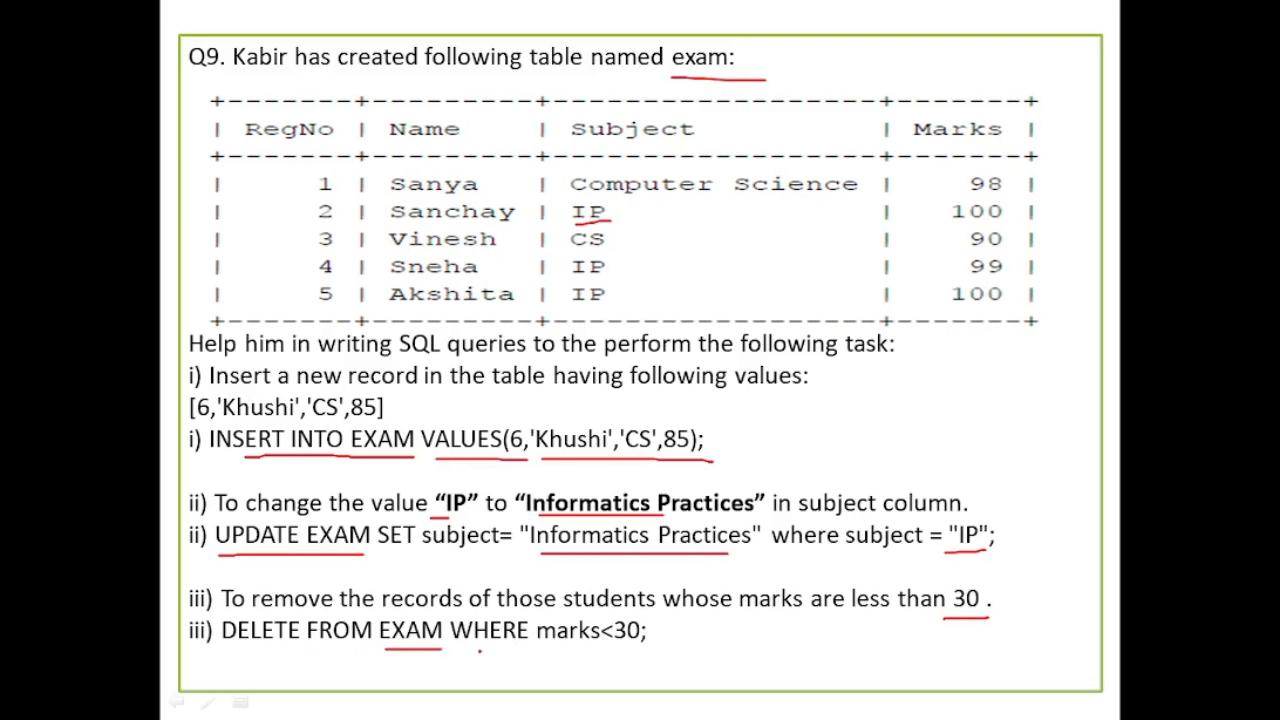 Q9. Kabir has created following table named exam:
+-------+---------+------------------+-------+
| RegNo | Name | Subject | Marks |
+-------+---------+------------------+-------+
| 1 | Sanya | Computer Science | 98 |
| 2 | Sanchay | IP | 100 |
| 3 | Vinesh | CS | 90 |
| 4 | Sneha | IP | 99 |
| 5 | Akshita | IP | 100 |
+-------+---------+------------------+-------+
Help him in writing SQL queries to the perform the following task:
i) Insert a new record in the table having following values:
[6,'Khushi','CS',85]
i) INSERT INTO EXAM VALUES(6,'Khushi','CS',85);
ii) To change the value “IP” to “Informatics Practices” in subject column.
ii) UPDATE EXAM SET subject= "Informatics Practices" where subject = "IP";
iii) To remove the records of those students whose marks are less than 30 .
iii) DELETE FROM EXAM WHERE marks<30;